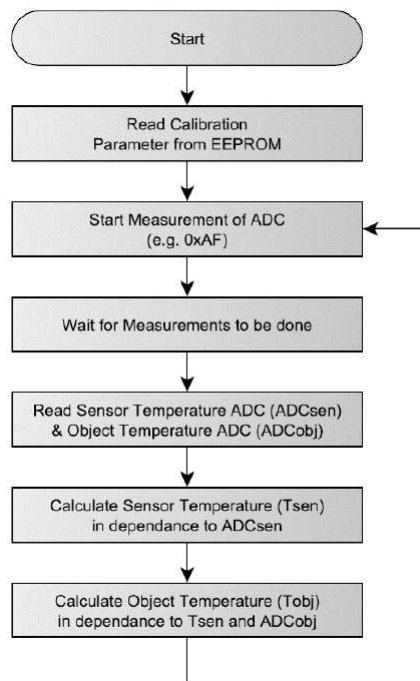 Start
Read Calibration
Parameter from EEPROM
Start Measurement of ADC
(e.g. 0xAF)
Wait for Measurements to be done
Read Sensor Temperature ADC (ADCsen)
& Object Temperature ADC (ADCobj)
Calculate Sensor Temperature (Tsen)
in dependance to ADCsen
Calculate Object Temperature (Tobj)
in dependance to Tsen and ADCobj